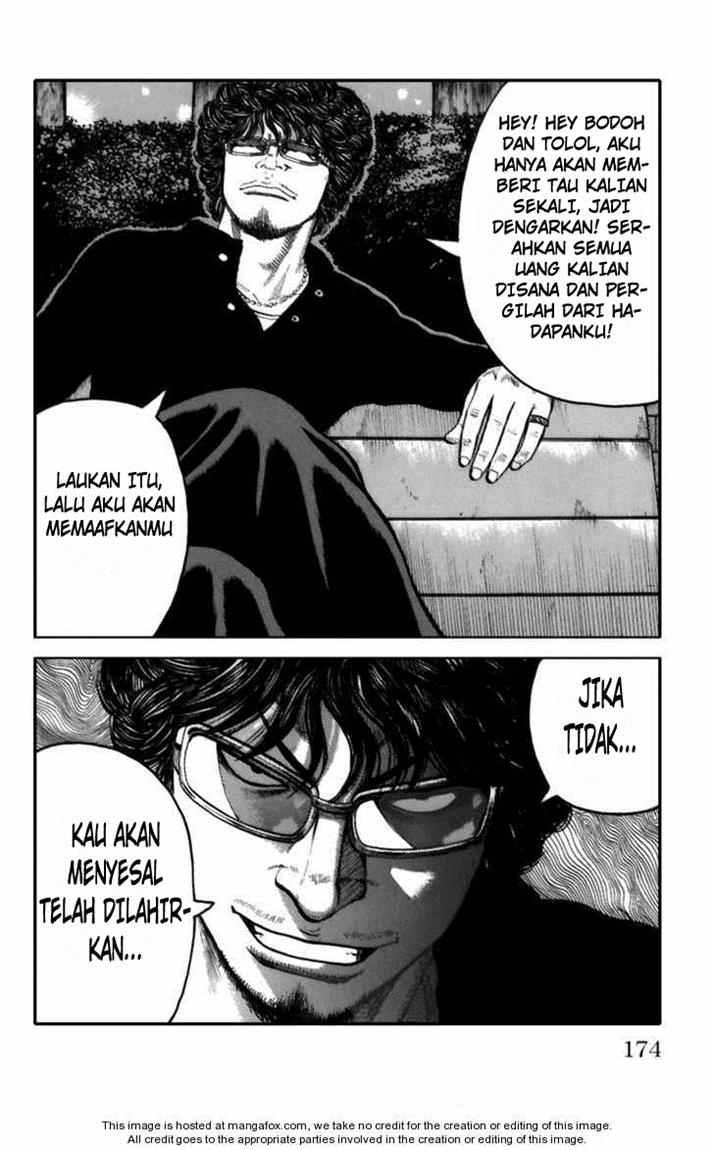 HEY! HEY BODOH
DAN TOLOL, AKU
HANYA AKAN MEM-
BERI TAU KALIAN
SEKALI, JADI
DENGARKAN! SER-
AHKAN SEMUA
UANG KALIAN
DISANA DAN PER-
GILAH DARI HA-
DAPANKU!
LAUKAN ITU,
LALU AKU AKAN
MEMAAFKANMU
JIKA
TIDAK...
KAU AKAN
MENYESAL
TELAH DILAHIR-
KAN...
174
This image is hosted at mangafox.com, we take no credit for the creation or editing of this image.
All credit goes to the appropriate parties involved in the creation or editing of this image.